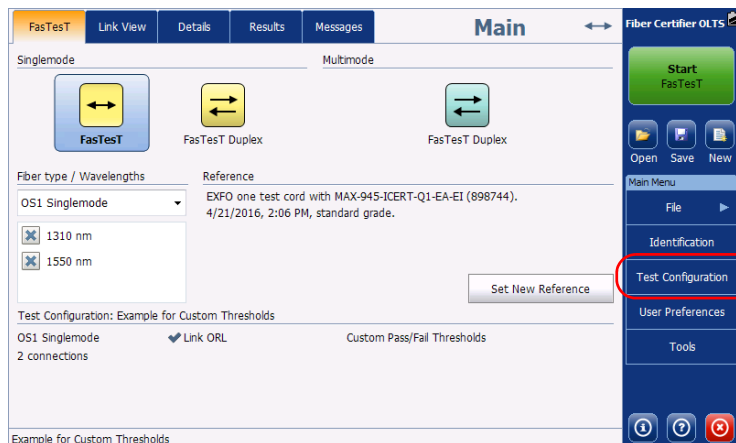 FasTesT
Link View
Details
Results
Messages
Main
Fiber Certifier OLTS
Singlemode
Multimode
FasTesT
FasTesT Duplex
FasTesT Duplex
Fiber type / Wavelengths
Reference
OS1 Singlemode
EXFO one test cord with MAX-945-ICERT-Q1-EA-EI (898744).
4/21/2016, 2:06 PM, standard grade.
1310 nm
1550 nm
Set New Reference
Test Configuration: Example for Custom Thresholds
OS1 Singlemode
Link ORL
Custom Pass/Fail Thresholds
2 connections
Example for Custom Thresholds
Start
FasTesT
Open
Save
New
Main Menu
File
Identification
Test Configuration
User Preferences
Tools